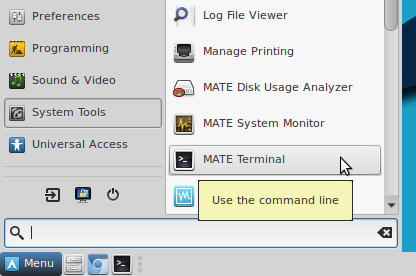 Preferences
Programming
Sound & Video
System Tools
Universal Access
Log File Viewer
Manage Printing
MATE Disk Usage Analyzer
MATE System Monitor
MATE Terminal
Use the command line
Menu